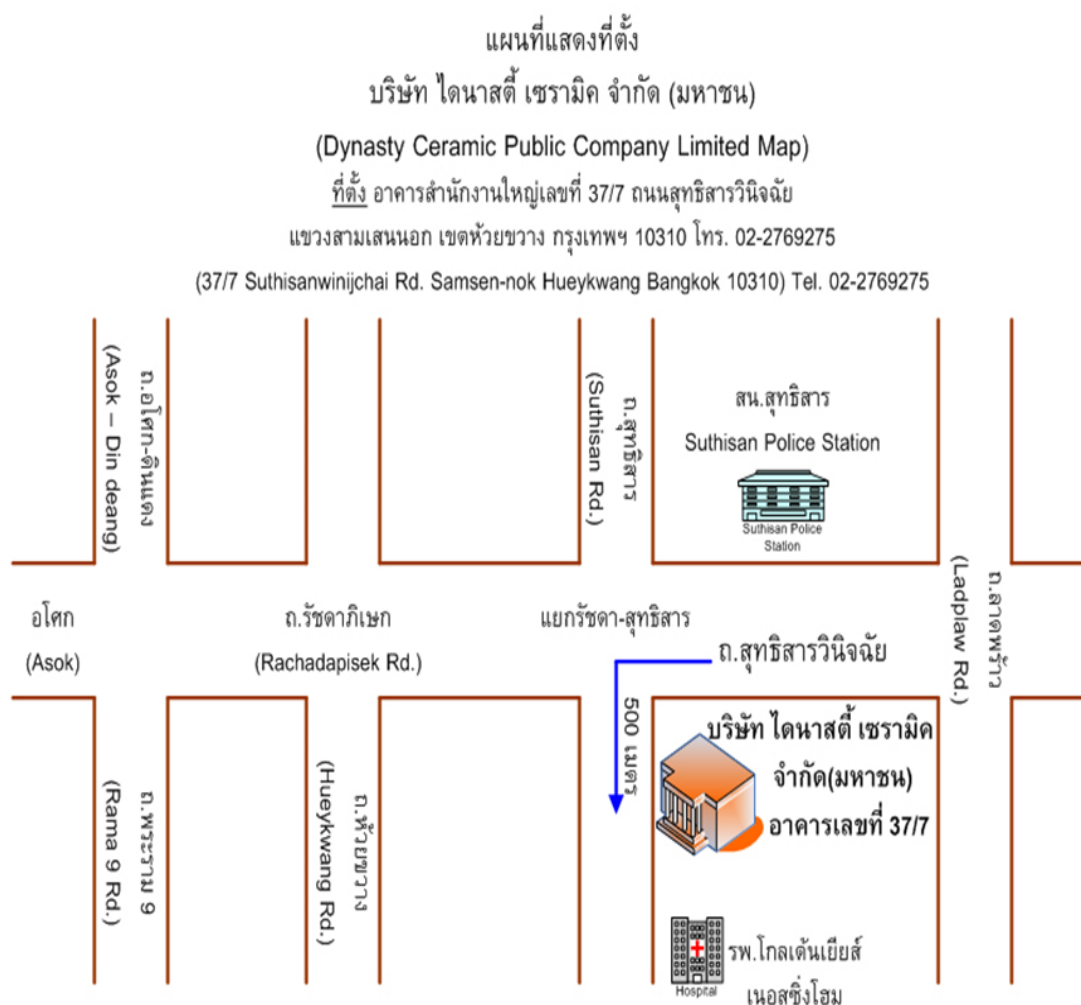 แผนที่แสดงที่ตั้ง
บริษัท ไดนาสตี้ เซรามิค จำกัด (มหาชน)
(Dynasty Ceramic Public Company Limited Map)
ที่ตั้ง อาคารสำนักงานใหญ่เลขที่ 37/7 ถนนสุทธิสารวินิจฉัย
แขวงสามเสนนอก เขตห้วยขวาง กรุงเทพฯ 10310 โทร. 02-2769275
(37/7 Suthisanwinijchai Rd. Samsen-nok Hueykwang Bangkok 10310) Tel. 02-2769275
ถ.อโศก-ดินแดง
(Asok – Din deang)
ถ.สุทธิสาร
(Suthisan Rd.)
สน.สุทธิสาร
Suthisan Police Station
Suthisan Police
Station
ถ.ลาดพร้าว
(Ladplaw Rd.)
อโศก
(Asok)
ถ.รัชดาภิเษก
(Rachadapisek Rd.)
แยกรัชดา-สุทธิสาร
ถ.สุทธิสารวินิจฉัย
500 เมตร
บริษัท ไดนาสตี้ เซรามิค
จำกัด(มหาชน)
อาคารเลขที่ 37/7
ถ.พระราม 9
(Rama 9 Rd.)
ถ.ห้วยขวาง
(Hueykwang Rd.)
Hospital
รพ.โกลเด้นเยียส์
เนอสซิ่งโฮม